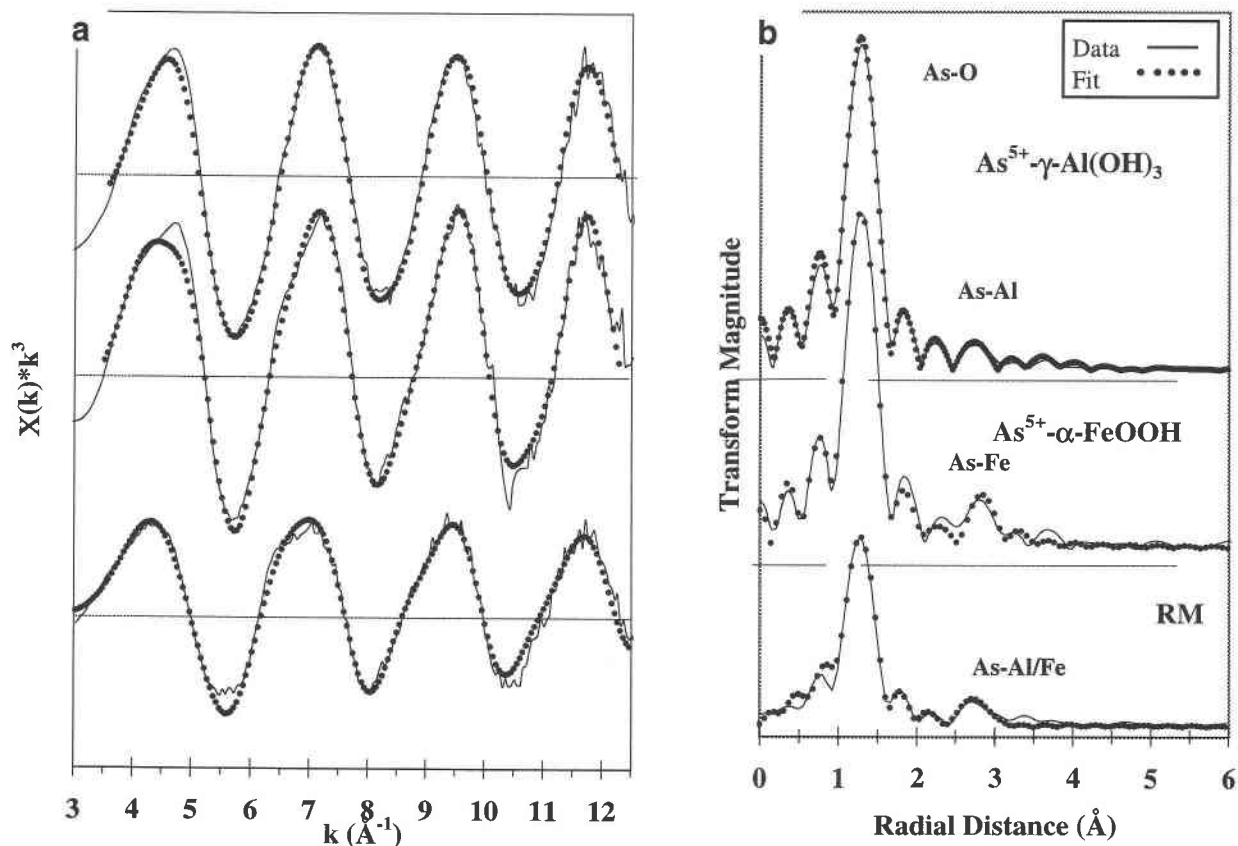 a
X(k)*k³
3 4 5 6 7 8 9 10 11 12
k (Å⁻¹)
b
Data
Fit
As-O
As⁵⁺-γ-Al(OH)₃
As-Al
As⁵⁺-α-FeOOH
As-Fe
RM
As-Al/Fe
Transform Magnitude
0 1 2 3 4 5 6
Radial Distance (Å)